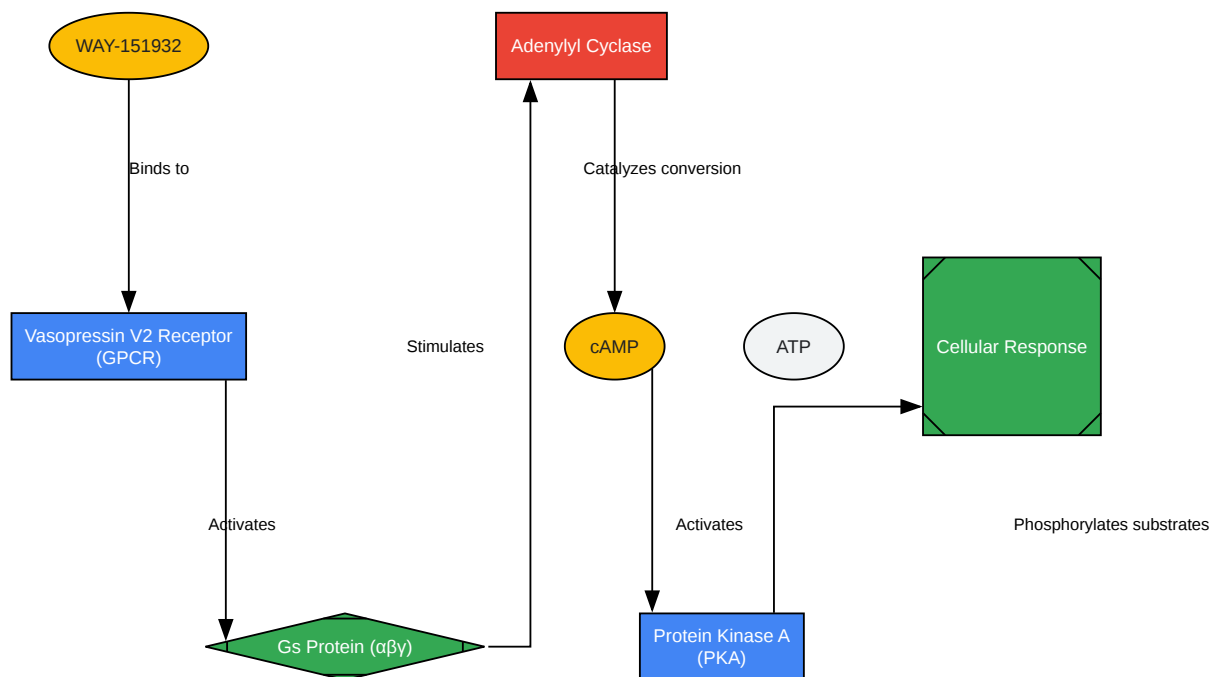 WAY-151932
Adenylyl Cyclase
Binds to
Catalyzes conversion
Vasopressin V2 Receptor
(GPCR)
Stimulates
cAMP
ATP
Cellular Response
Activates
Activates
Phosphorylates substrates
Gs Protein (αβγ)
Protein Kinase A
(PKA)